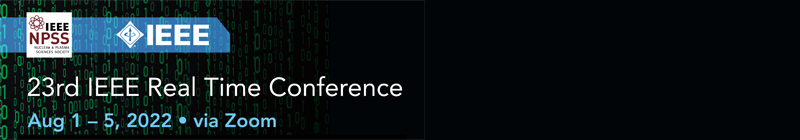 IEEE
NPSS
NUCLEAR & PLASMA
SCIENCES SOCIETY
IEEE
23rd IEEE Real Time Conference
Aug 1 – 5, 2022 • via Zoom